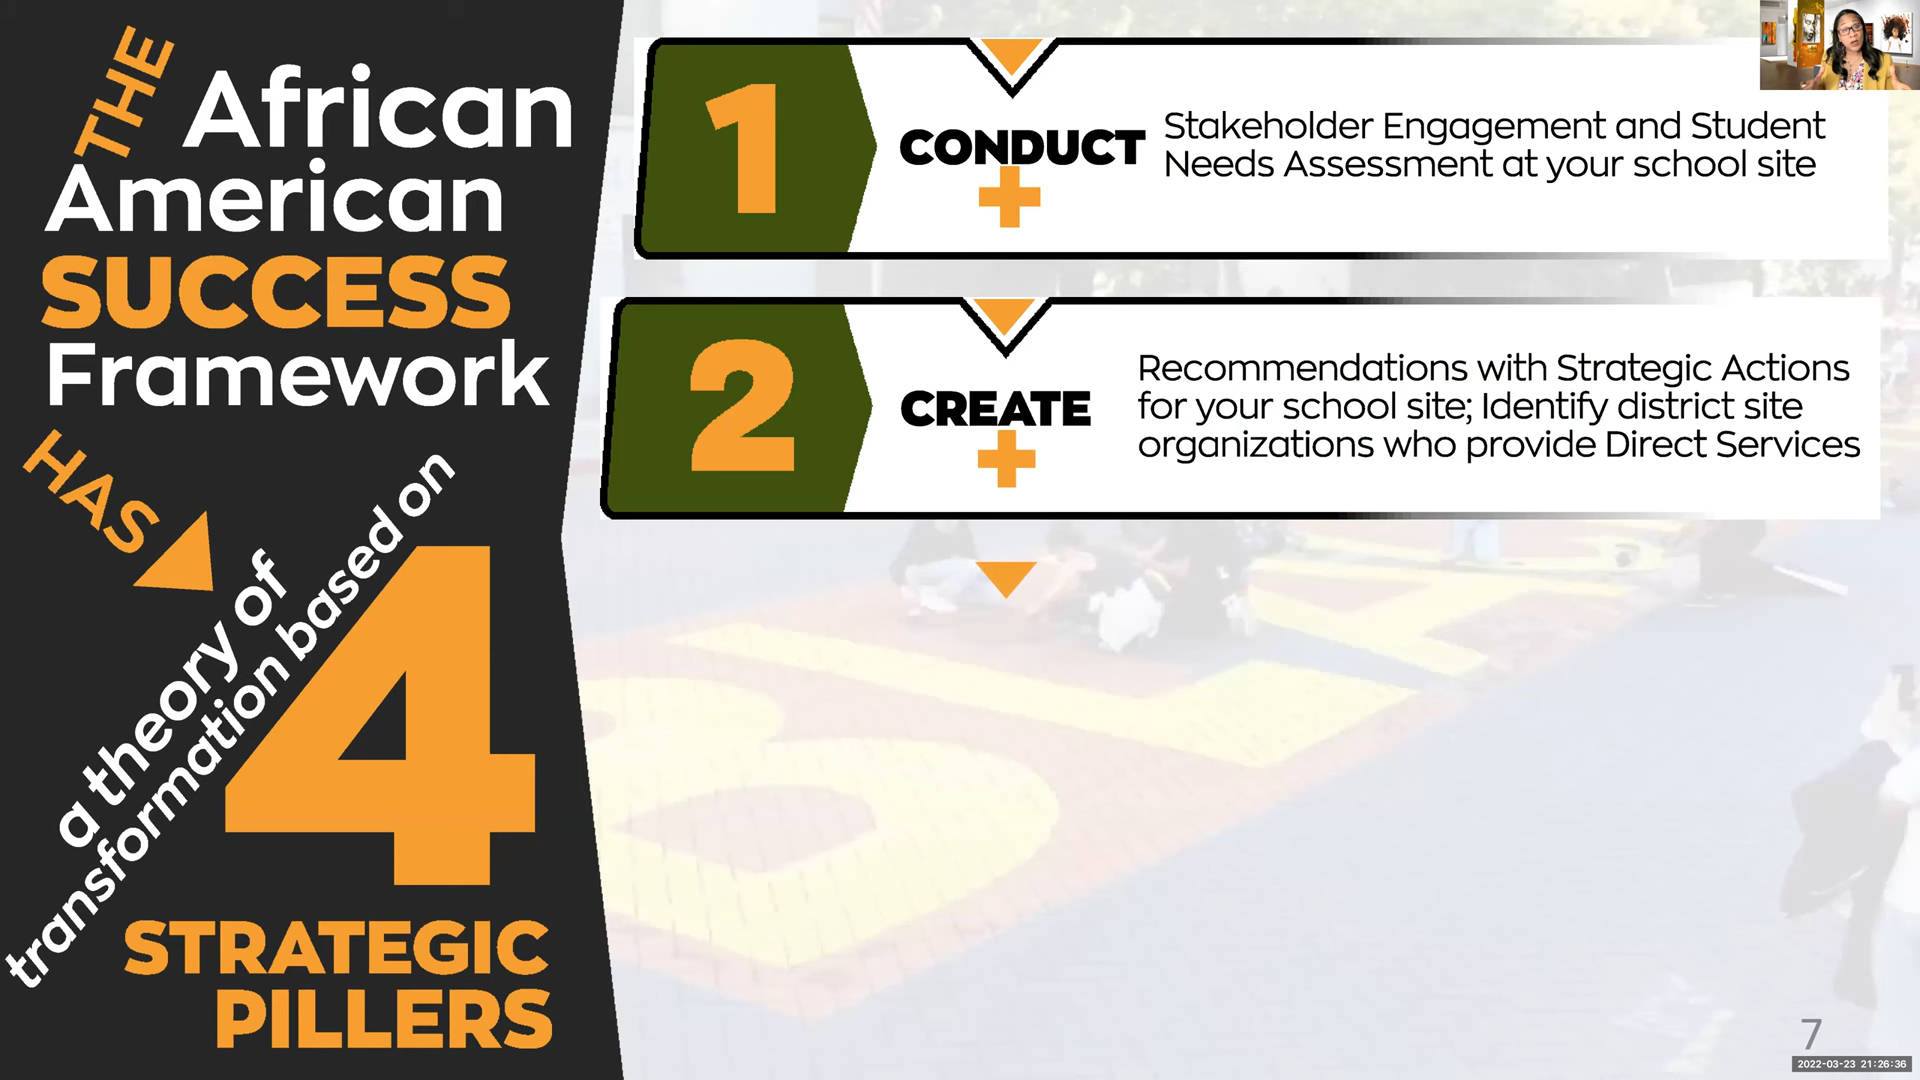 THE
African
American
SUCCESS
Framework
HAS
a theory of
transformation based on
4
STRATEGIC
PILLERS
1
CONDUCT
+
Stakeholder Engagement and Student
Needs Assessment at your school site
2
CREATE
+
Recommendations with Strategic Actions
for your school site; Identify district site
organizations who provide Direct Services
BLA
7
2022-03-23 21:26:36